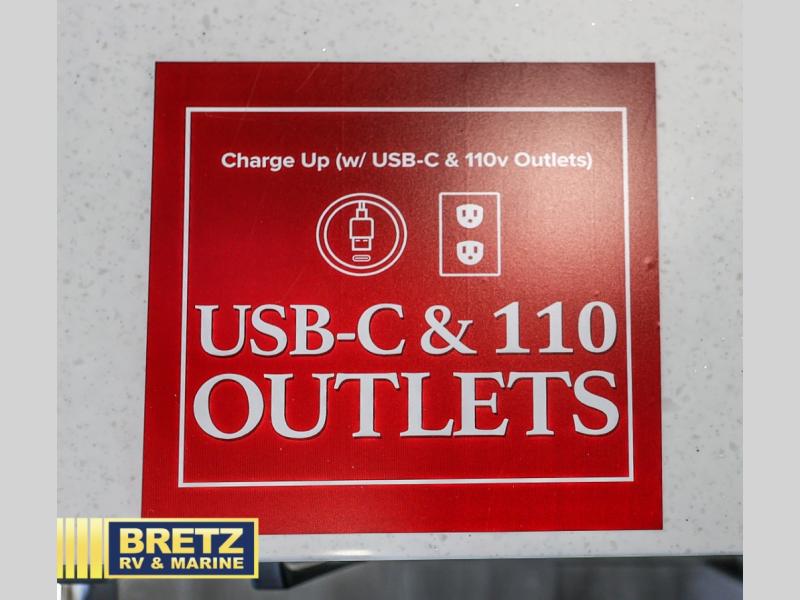 Charge Up (w/ USB-C & 110v Outlets)
USB-C & 110
OUTLETS
BRETZ
RV & MARINE